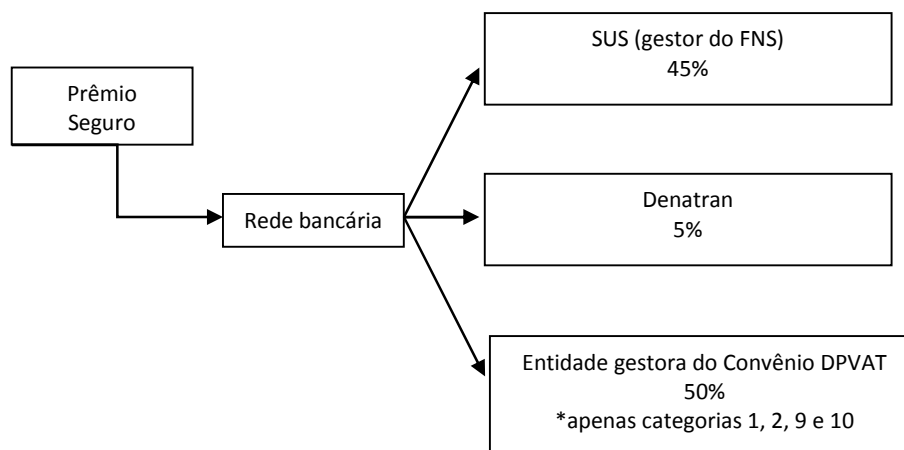 Prêmio
Seguro
Rede bancária
SUS (gestor do FNS)
45%
Denatran
5%
Entidade gestora do Convênio DPVAT
50%
*apenas categorias 1, 2, 9 e 10